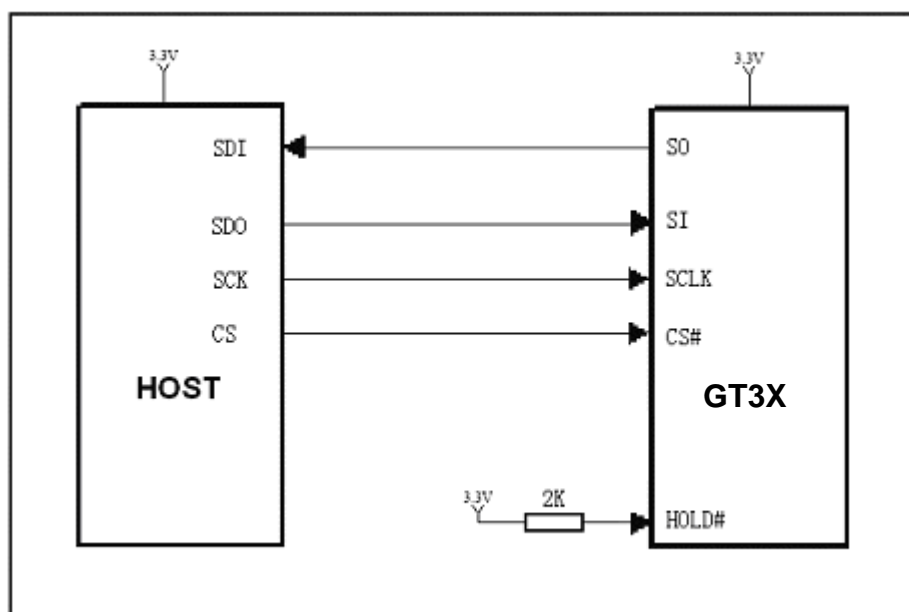 3.3V
3.3V
SDI
SO
SDO
SI
SCK
SCLK
CS
CS#
HOST
GT3X
3.3V
2K
HOLD#